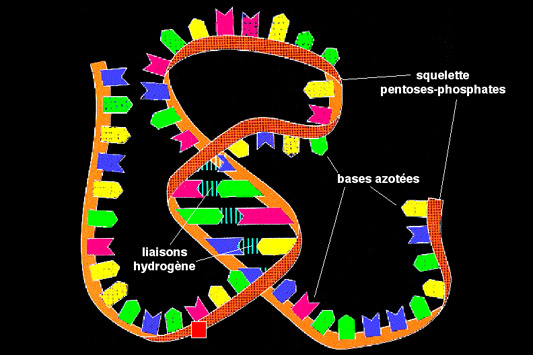 squelette
pentoses-phosphates
bases azotées
liaisons
hydrogène